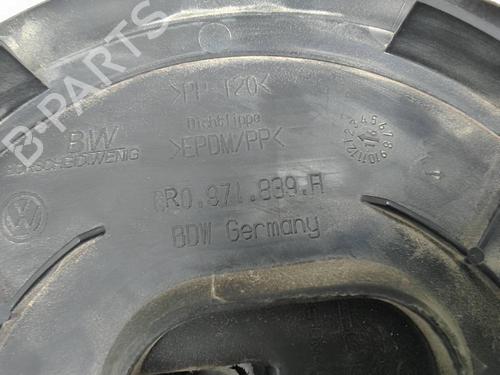 B-PARTS
>PP T20<
Dichtlippe
>EPDM/PP<
BW
6R0.971.839.A
BDW Germany